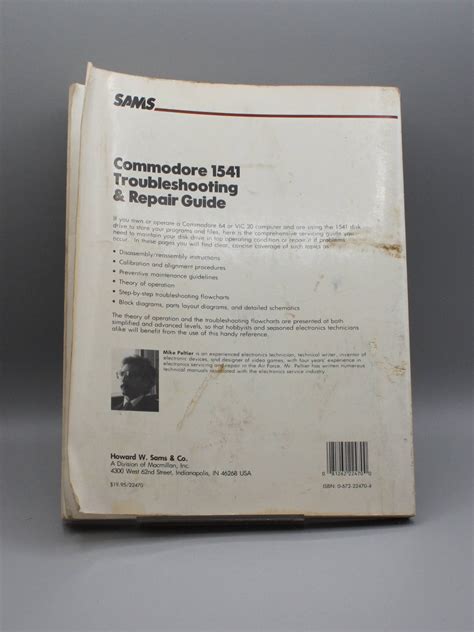 SAMS
Commodore 1541
Troubleshooting
& Repair Guide
If you own or operate a Commodore 64 or VIC 20 computer and are using the 1541 disk
drive to store your programs and files, here is the comprehensive servicing guide you
need to maintain your disk drive in top operating condition or repair it if problems
occur. In these pages you will find clear, concise coverage of such topics as:
• Disassembly/reassembly instructions
• Calibration and alignment procedures
• Preventive maintenance guidelines
• Theory of operation
• Step-by-step troubleshooting flowcharts
• Block diagrams, parts layout diagrams, and detailed schematics
The theory of operation and the troubleshooting flowcharts are presented at both
simplified and advanced levels, so that hobbyists and seasoned electronics technicians
alike will benefit from the use of this handy reference.
Mike Peltier is an experienced electronics technician, technical writer, inventor of
electronic devices, and designer of video games, with four years' experience in
electronics servicing and repair in the Air Force. Mr. Peltier has written numerous
technical manuals associated with the electronics service industry.
Howard W. Sams & Co.
A Division of Macmillan, Inc.
4300 West 62nd Street, Indianapolis, IN 46268 USA
$19.95/22470
0 81262 22470 0
ISBN: 0-672-22470-4